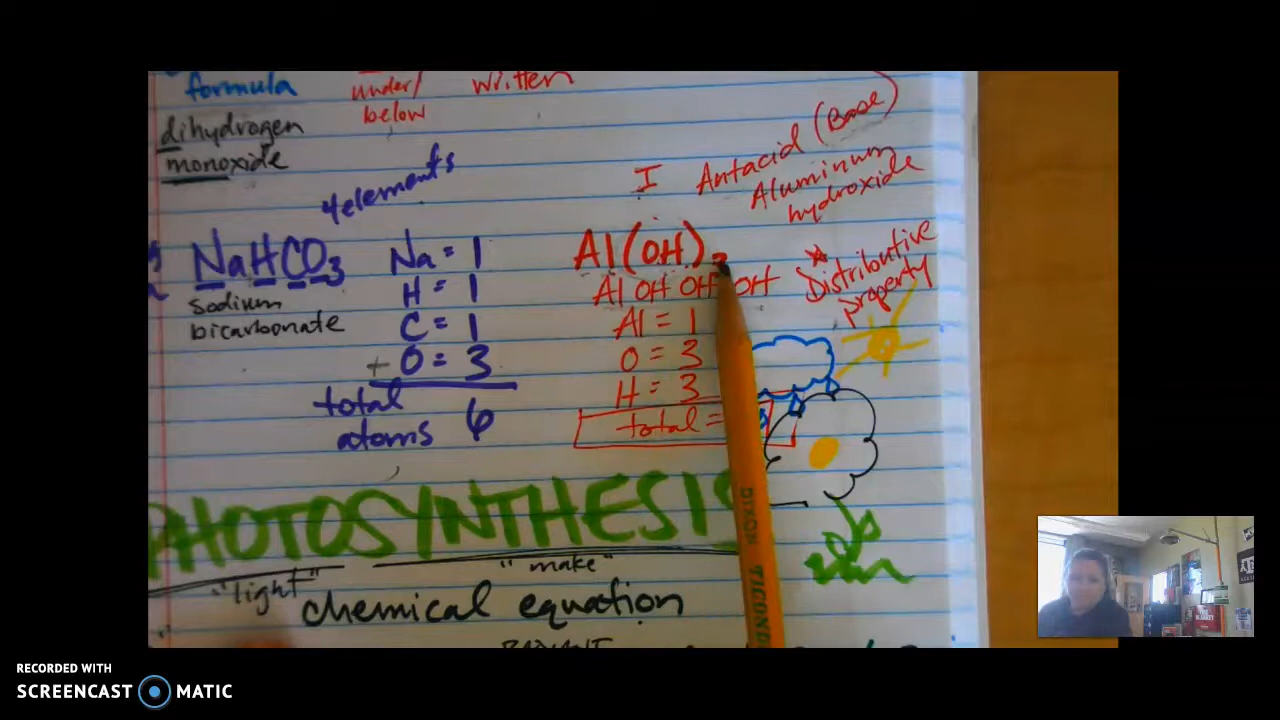 formula
under/
below
written
dihydrogen
monoxide
4 elements
NaHCO3
sodium
bicarbonate
Na = 1
H = 1
C = 1
+ O = 3
total
atoms 6
I Antacid (Base)
Aluminum
hydroxide
Al(OH)
Al OH OH OH
Al = 1
O = 3
H = 3
total =
* Distributive
property
PHOTOSYNTHESIS
"light"
"make"
chemical equation
RADIANT
DIXON
TICOND
RECORDED WITH
SCREENCAST MATIC